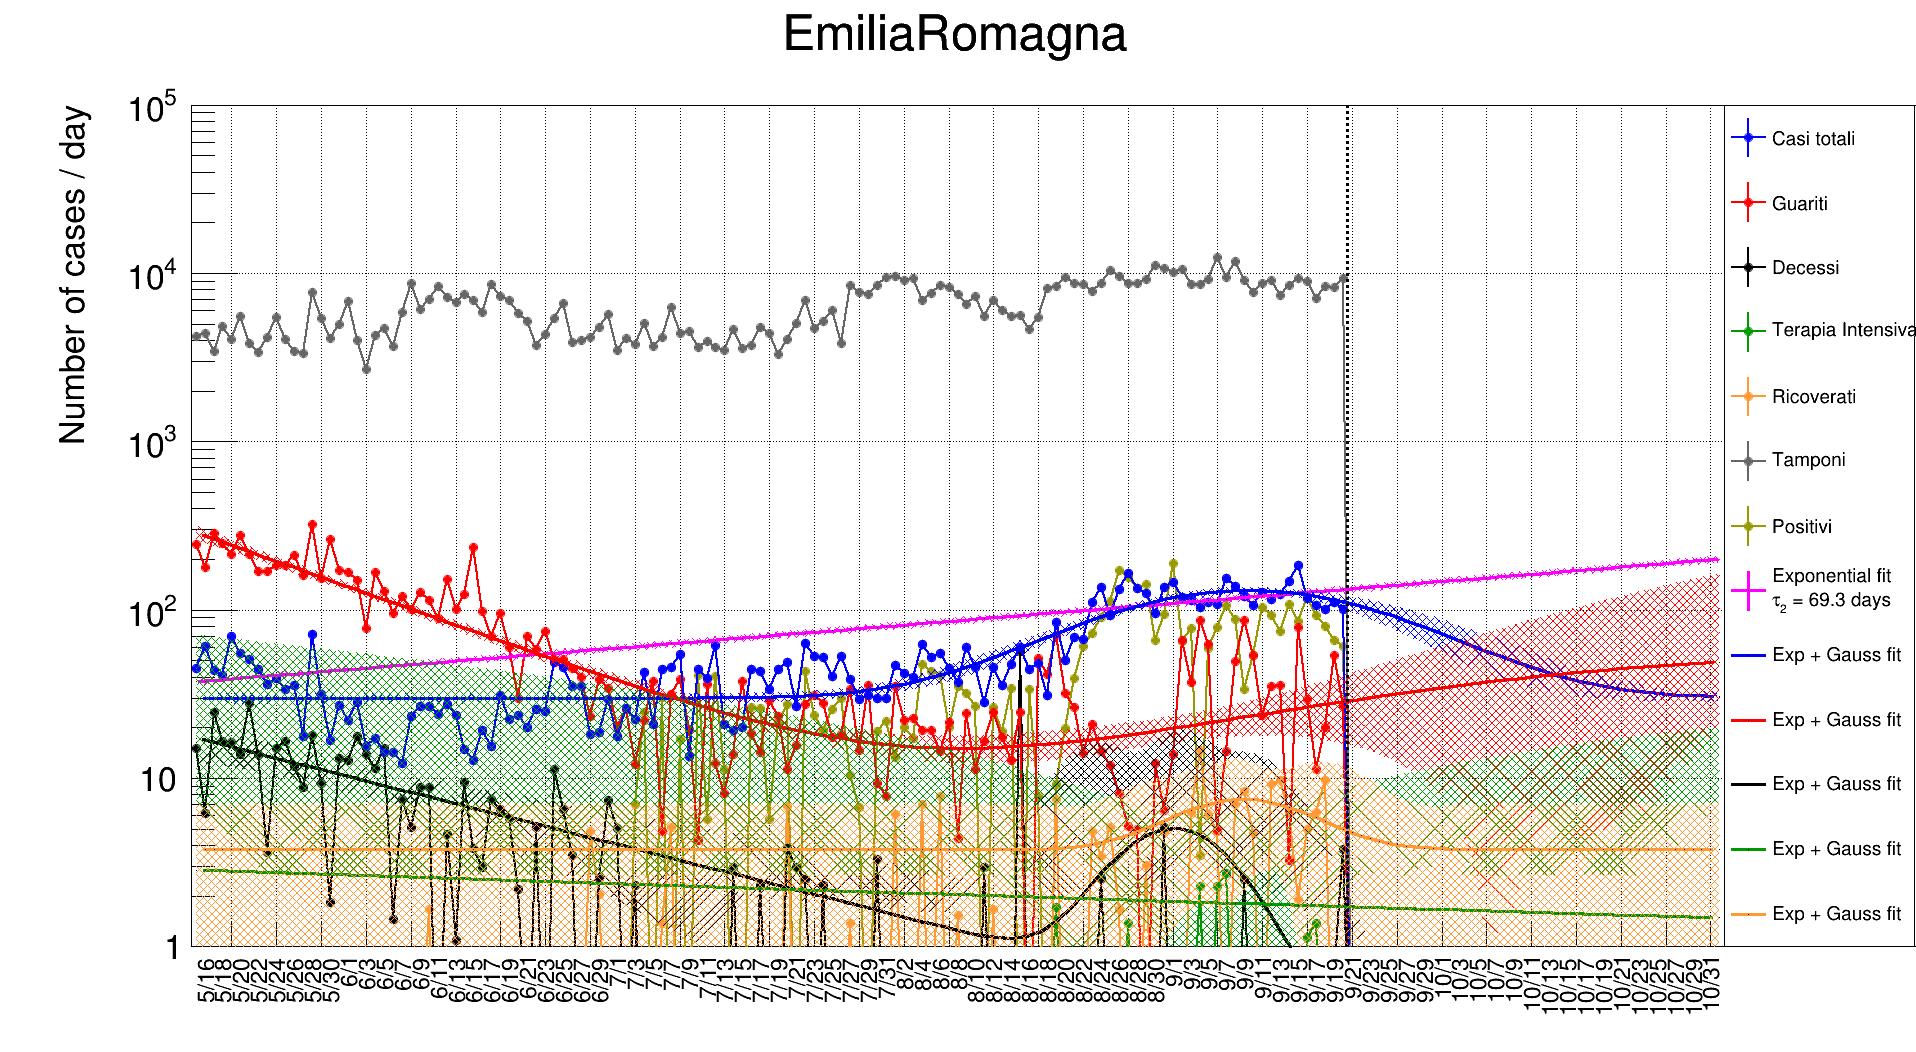 EmiliaRomagna
Number of cases / day
10^5
10^4
10^3
10^2
10
1
5/16 5/18 5/20 5/22 5/24 5/26 5/28 5/30 6/1 6/3 6/5 6/7 6/9 6/11 6/13 6/15 6/17 6/19 6/21 6/23 6/25 6/27 6/29 7/1 7/3 7/5 7/7 7/9 7/11 7/13 7/15 7/17 7/19 7/21 7/23 7/25 7/27 7/29 7/31 8/2 8/4 8/6 8/8 8/10 8/12 8/14 8/16 8/18 8/20 8/22 8/24 8/26 8/28 8/30 9/1 9/3 9/5 9/7 9/9 9/11 9/13 9/15 9/17 9/19 9/21 9/23 9/25 9/27 9/29 10/1 10/3 10/5 10/7 10/9 10/11 10/13 10/15 10/17 10/19 10/21 10/23 10/25 10/27 10/29 10/31
Casi totali
Guariti
Decessi
Terapia Intensiva
Ricoverati
Tamponi
Positivi
Exponential fit
τ₂ = 69.3 days
Exp + Gauss fit
Exp + Gauss fit
Exp + Gauss fit
Exp + Gauss fit
Exp + Gauss fit